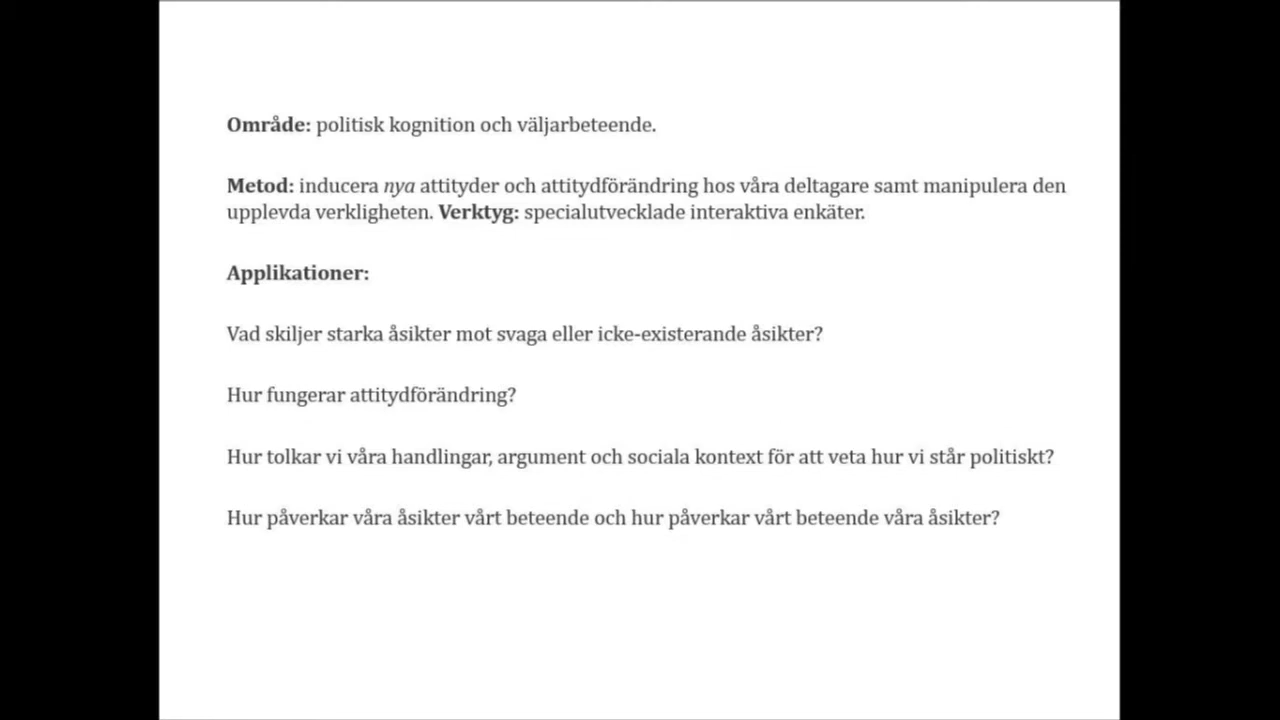 Område: politisk kognition och väljarbeteende.
Metod: inducera nya attityder och attitydförändring hos våra deltagare samt manipulera den
upplevda verkligheten. Verktyg: specialutvecklade interaktiva enkäter.
Applikationer:
Vad skiljer starka åsikter mot svaga eller icke-existerande åsikter?
Hur fungerar attitydförändring?
Hur tolkar vi våra handlingar, argument och sociala kontext för att veta hur vi står politiskt?
Hur påverkar våra åsikter vårt beteende och hur påverkar vårt beteende våra åsikter?